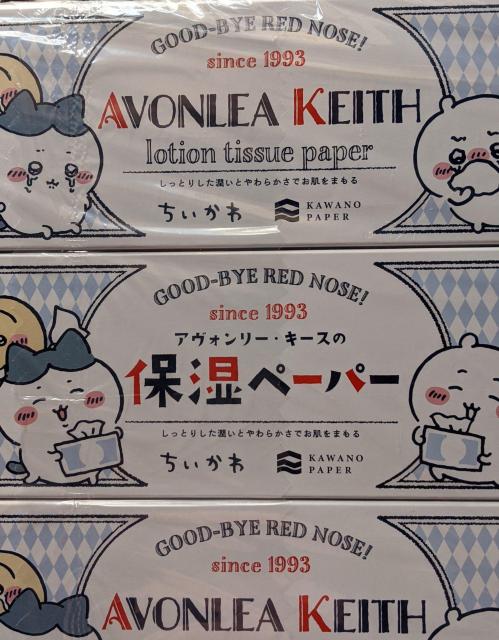 GOOD-BYE RED NOSE!
since 1993
AVONLEA KEITH
lotion tissue paper
しっとりした潤いとやわらかさでお肌をまもる
ちいかわ KAWANO PAPER
GOOD-BYE RED NOSE!
since 1993
アヴォンリー・キースの
保湿ペーパー
しっとりした潤いとやわらかさでお肌をまもる
ちいかわ KAWANO PAPER
GOOD-BYE RED NOSE!
since 1993
AVONLEA KEITH